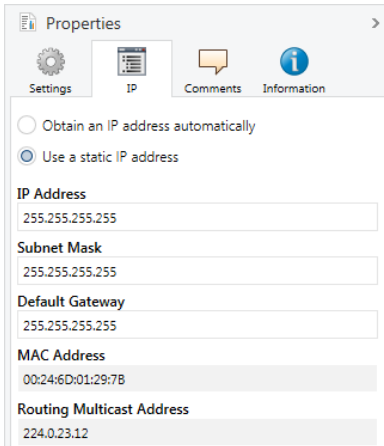 Properties
Settings IP Comments Information
Obtain an IP address automatically
Use a static IP address
IP Address
255.255.255.255
Subnet Mask
255.255.255.255
Default Gateway
255.255.255.255
MAC Address
00:24:6D:01:29:7B
Routing Multicast Address
224.0.23.12